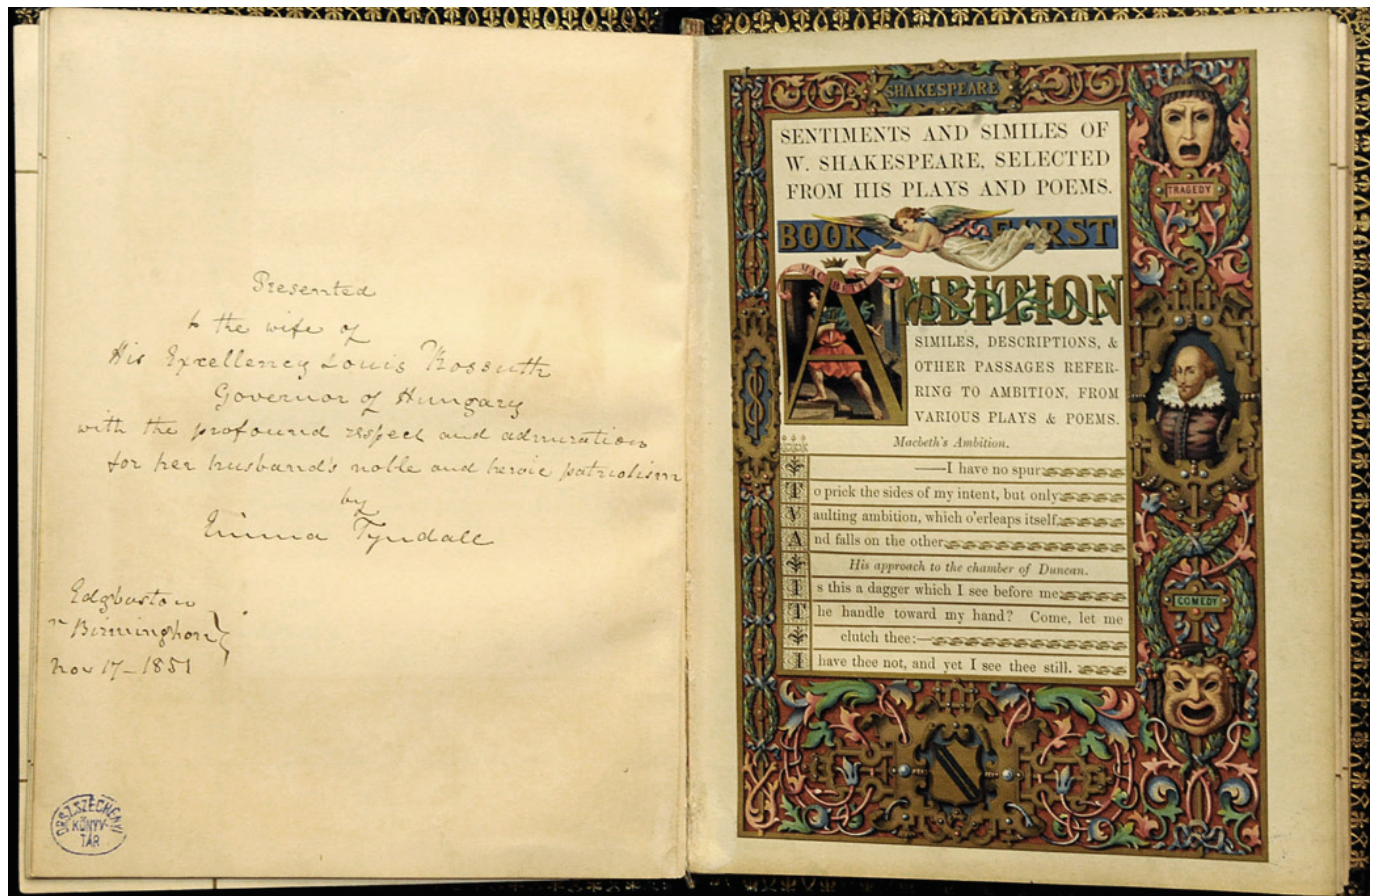 Presented
to the wife of
His Excellency Louis Kossuth
Governor of Hungary
with the profound respect and admiration
for her husband's noble and heroic patriotism
by
Emma Tyndale
Edgbaston
nr Birmingham
Nov 17 - 1851
ORSZ. SZÉCHÉNYI
KÖNYV-
TÁR
SHAKESPEARE
SENTIMENTS AND SIMILES OF
W. SHAKESPEARE, SELECTED
FROM HIS PLAYS AND POEMS.
BOOK FIRST
MACBETH
AMBITION
SIMILES, DESCRIPTIONS, &
OTHER PASSAGES REFER-
RING TO AMBITION, FROM
VARIOUS PLAYS & POEMS.
Macbeth's Ambition.
—I have no spur
To prick the sides of my intent, but only
Vaulting ambition, which o'erleaps itself,
And falls on the other
His approach to the chamber of Duncan.
Is this a dagger which I see before me
The handle toward my hand? Come, let me
clutch thee:—
I have thee not, and yet I see thee still.
TRAGEDY
COMEDY